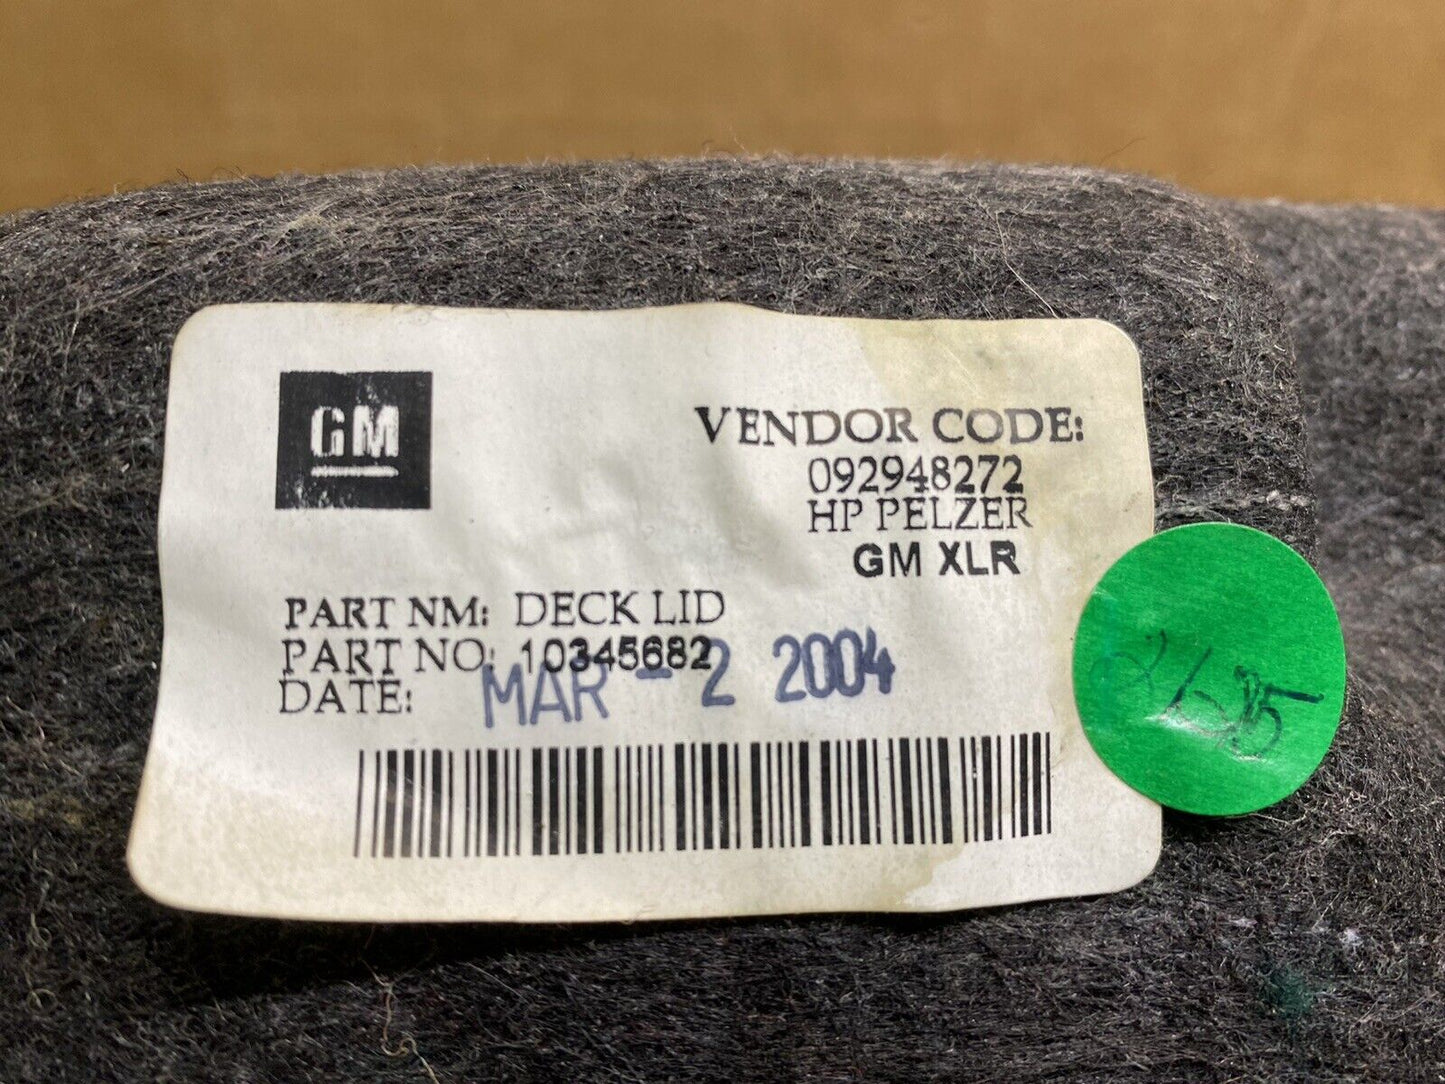 GM
VENDOR CODE:
092948272
HP PELZER
GM XLR
PART NM: DECK LID
PART NO: 10345682
DATE: MAR - 2 2004